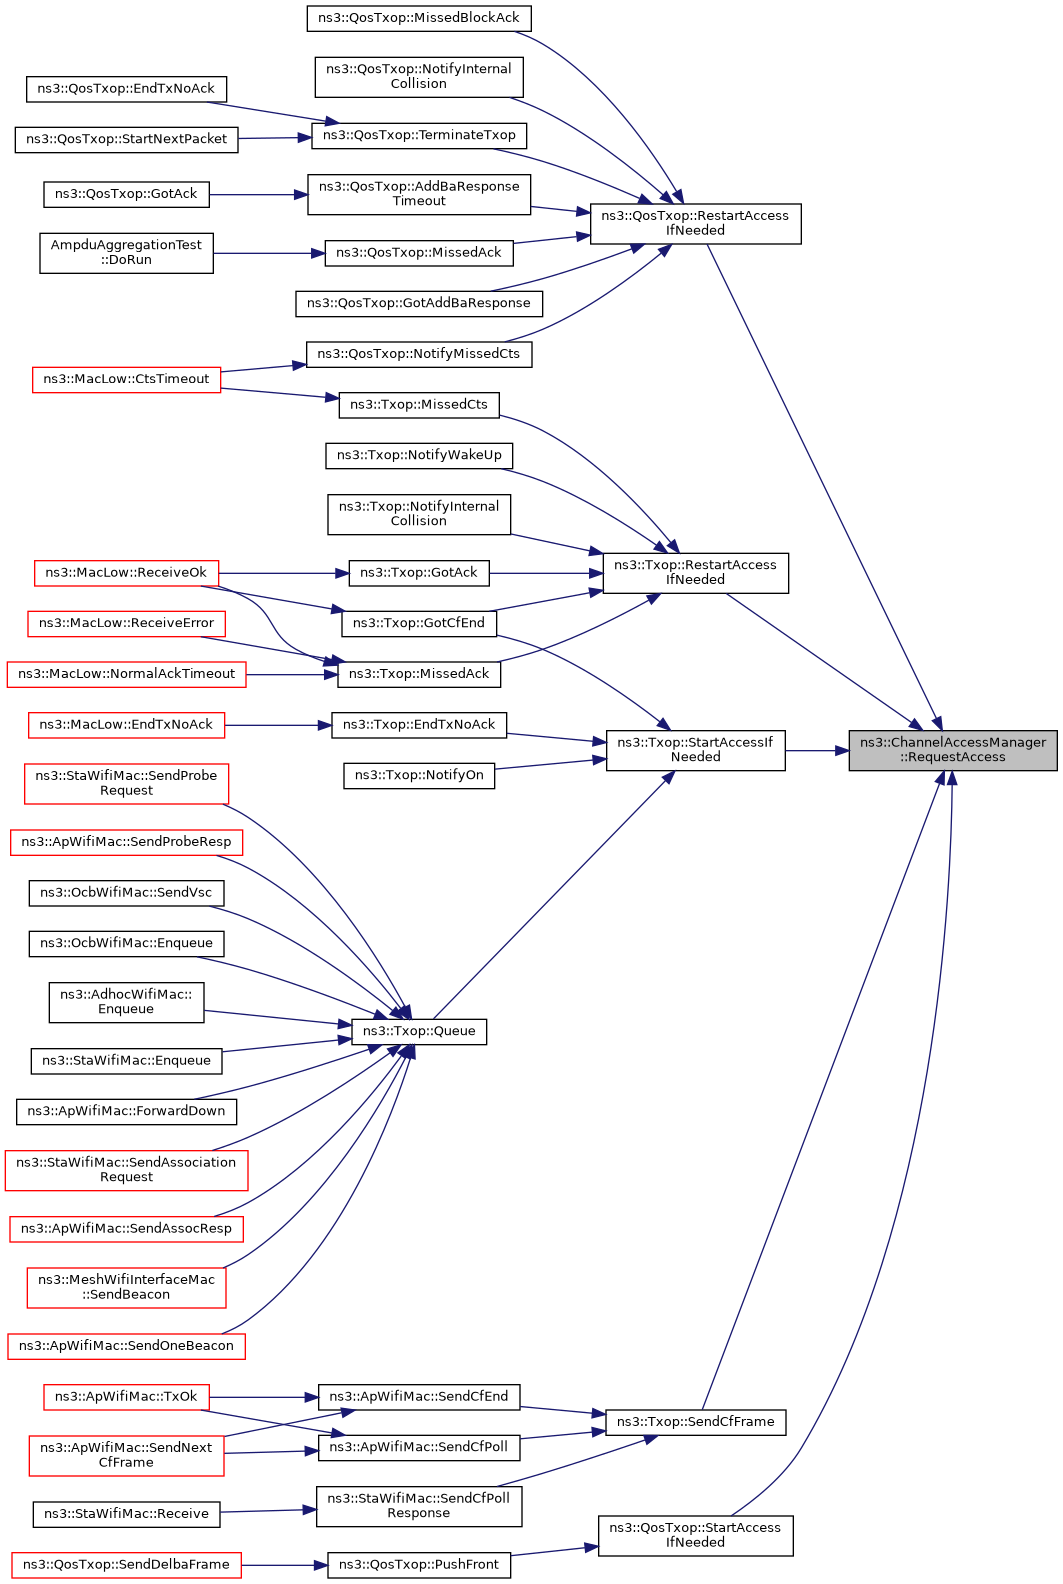 ns3::QosTxop::MissedBlockAck
ns3::QosTxop::NotifyInternal
Collision
ns3::QosTxop::EndTxNoAck
ns3::QosTxop::TerminateTxop
ns3::QosTxop::StartNextPacket
ns3::QosTxop::AddBaResponse
Timeout
ns3::QosTxop::GotAck
ns3::QosTxop::RestartAccess
IfNeeded
AmpduAggregationTest
::DoRun
ns3::QosTxop::MissedAck
ns3::QosTxop::GotAddBaResponse
ns3::QosTxop::NotifyMissedCts
ns3::MacLow::CtsTimeout
ns3::Txop::MissedCts
ns3::Txop::NotifyWakeUp
ns3::Txop::NotifyInternal
Collision
ns3::Txop::RestartAccess
IfNeeded
ns3::MacLow::ReceiveOk
ns3::Txop::GotAck
ns3::MacLow::ReceiveError
ns3::Txop::GotCfEnd
ns3::MacLow::NormalAckTimeout
ns3::Txop::MissedAck
ns3::MacLow::EndTxNoAck
ns3::Txop::EndTxNoAck
ns3::Txop::StartAccessIf
Needed
ns3::ChannelAccessManager
::RequestAccess
ns3::Txop::NotifyOn
ns3::StaWifiMac::SendProbe
Request
ns3::ApWifiMac::SendProbeResp
ns3::OcbWifiMac::SendVsc
ns3::OcbWifiMac::Enqueue
ns3::AdhocWifiMac::
Enqueue
ns3::Txop::Queue
ns3::StaWifiMac::Enqueue
ns3::ApWifiMac::ForwardDown
ns3::StaWifiMac::SendAssociation
Request
ns3::ApWifiMac::SendAssocResp
ns3::MeshWifiInterfaceMac
::SendBeacon
ns3::ApWifiMac::SendOneBeacon
ns3::ApWifiMac::TxOk
ns3::ApWifiMac::SendCfEnd
ns3::Txop::SendCfFrame
ns3::ApWifiMac::SendNext
CfFrame
ns3::ApWifiMac::SendCfPoll
ns3::StaWifiMac::SendCfPoll
Response
ns3::StaWifiMac::Receive
ns3::QosTxop::StartAccess
IfNeeded
ns3::QosTxop::SendDelbaFrame
ns3::QosTxop::PushFront